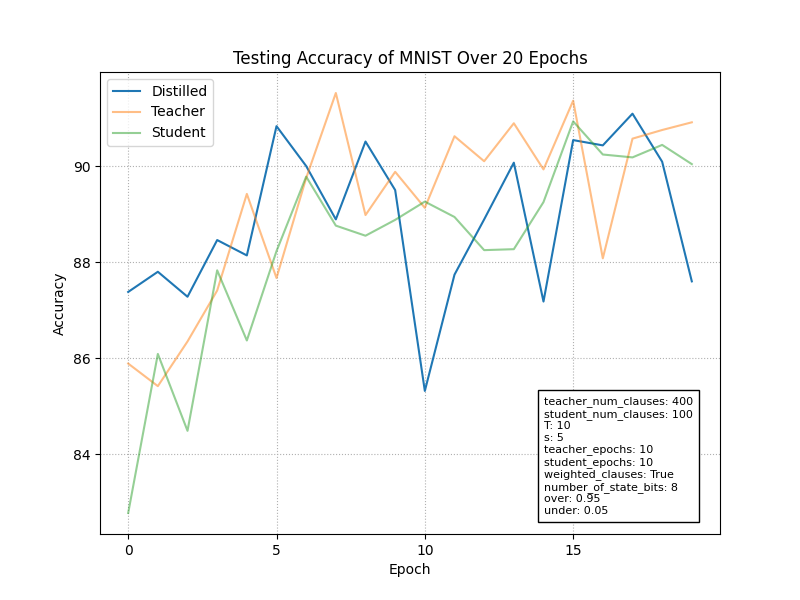 Testing Accuracy of MNIST Over 20 Epochs
Distilled
Teacher
Student
90
88
86
84
Accuracy
teacher_num_clauses: 400
student_num_clauses: 100
T: 10
s: 5
teacher_epochs: 10
student_epochs: 10
weighted_clauses: True
number_of_state_bits: 8
over: 0.95
under: 0.05
0
5
10
15
Epoch